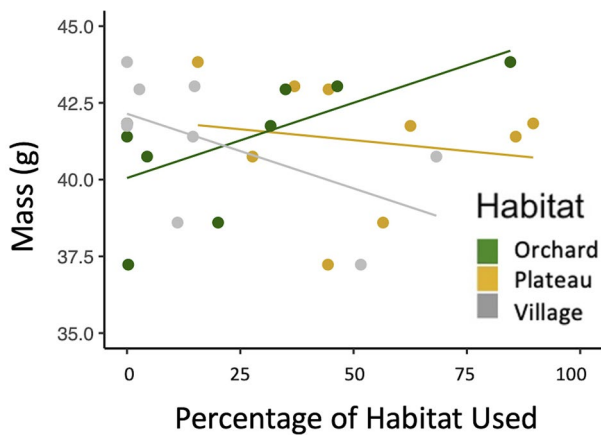 45.0
42.5
40.0
37.5
35.0
Mass (g)
Habitat
Orchard
Plateau
Village
0 25 50 75 100
Percentage of Habitat Used